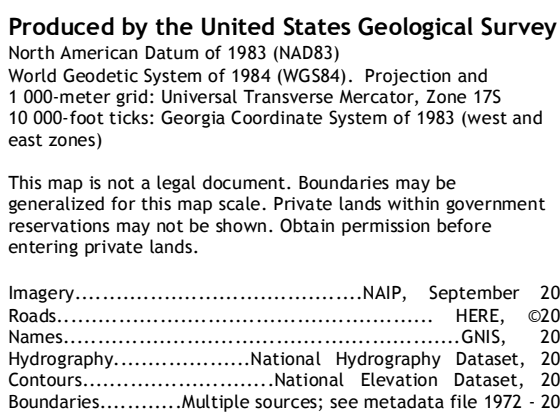 Produced by the United States Geological Survey
North American Datum of 1983 (NAD83)
World Geodetic System of 1984 (WGS84). Projection and
1 000-meter grid: Universal Transverse Mercator, Zone 17S
10 000-foot ticks: Georgia Coordinate System of 1983 (west and
east zones)
This map is not a legal document. Boundaries may be
generalized for this map scale. Private lands within government
reservations may not be shown. Obtain permission before
entering private lands.
Imagery..........................................NAIP, September 20
Roads...................................................... HERE, ©20
Names..........................................................GNIS, 20
Hydrography....................National Hydrography Dataset, 20
Contours............................National Elevation Dataset, 20
Boundaries............Multiple sources; see metadata file 1972 - 20